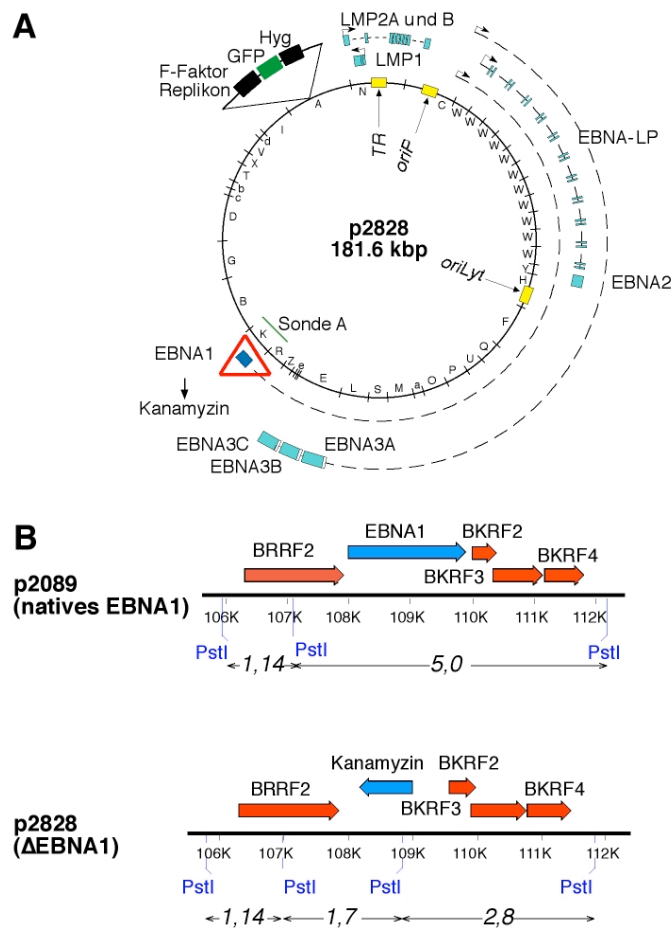 A
LMP2A und B
Hyg
GFP
F-Faktor
Replikon
LMP1
A
N
TR
oriP
C
W
W
W
W
W
W
W
W
W
W
W
Y
H
F
Q
U
P
O
a
M
S
L
E
e
Z
R
K
B
G
D
c
b
T
X
V
d
I
EBNA-LP
p2828
181.6 kbp
oriLyt
EBNA2
Sonde A
EBNA1
Kanamyzin
EBNA3C
EBNA3B
EBNA3A
B
EBNA1
BKRF2
BRRF2
BKRF3
BKRF4
p2089
(natives EBNA1)
106K 107K 108K 109K 110K 111K 112K
PstI PstI PstI
1,14 5,0
Kanamyzin
BKRF2
BRRF2
BKRF3
BKRF4
p2828
(ΔEBNA1)
106K 107K 108K 109K 110K 111K 112K
PstI PstI PstI PstI
1,14 1,7 2,8